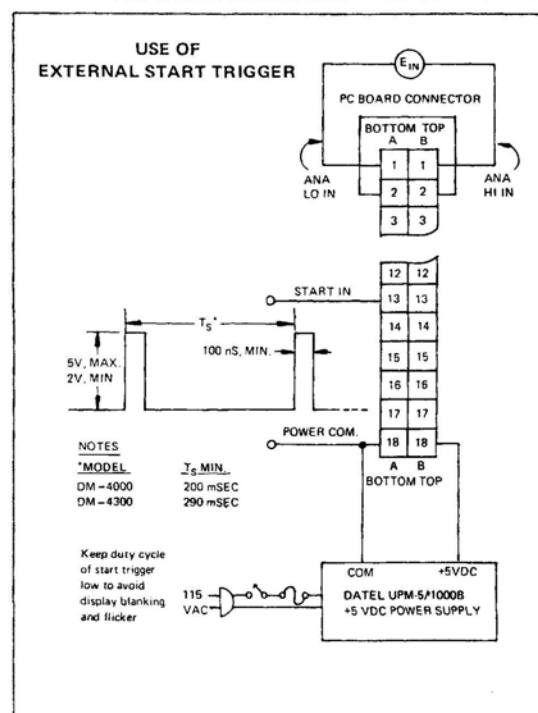 USE OF
EXTERNAL START TRIGGER
E IN
PC BOARD CONNECTOR
BOTTOM TOP
A B
1 1
2 2
3 3
ANA
LO IN
ANA
HI IN
12 12
START IN
13 13
14 14
TS*
5V, MAX.
2V, MIN
100 nS, MIN.
15 15
16 16
17 17
POWER COM.
18 18
A B
BOTTOM TOP
NOTES
*MODEL TS MIN.
DM-4000 200 mSEC
DM-4300 290 mSEC
Keep duty cycle
of start trigger
low to avoid
display blanking
and flicker
115
VAC
COM +5VDC
DATEL UPM-5/1000B
+5 VDC POWER SUPPLY